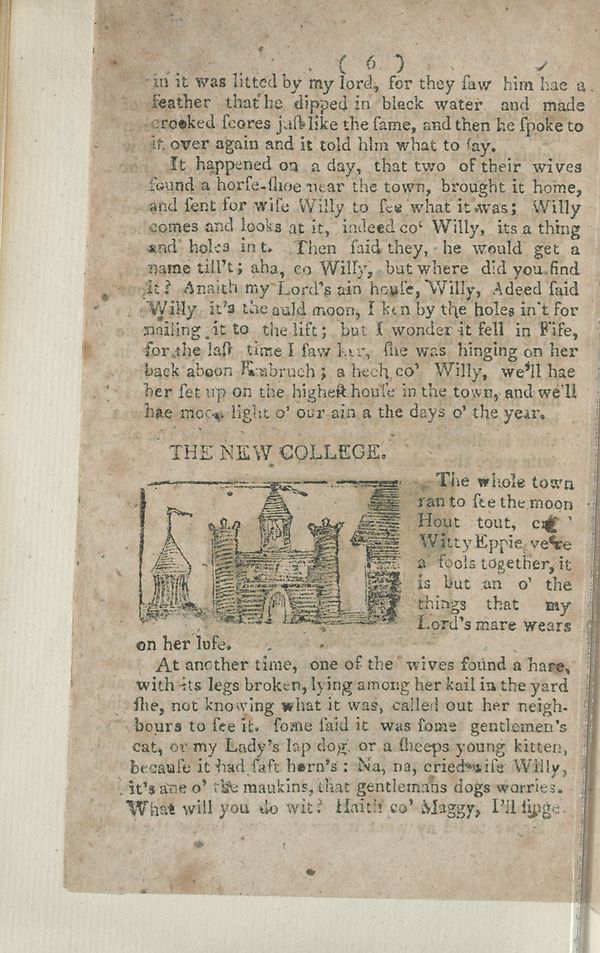 ( 6 )
in it was litted by my lord, for they ſaw him hae a
feather that he dipped in black water and made
crooked ſcores juſt like the ſame, and then he ſpoke to
it over again and it told him what to ſay.
It happened on a day, that two of their wives
found a horſe-ſhoe near the town, brought it home,
and ſent for wiſe Willy to ſee what it was; Willy
comes and looks at it, indeed co' Willy, its a thing
and holes int. Then ſaid they, he would get a
name till't; aha, co Willy, but where did you find
it? Anaith my Lord's ain houſe, Willy, Adeed ſaid
Willy it's the auld moon, I ken by the holes in't for
nailing it to the lift; but I wonder it fell in Fife,
for the laſt time I ſaw her, ſhe was hinging on her
back aboon Enbruch; a hech co' Willy, we'll hae
her ſet up on the higheſt houſe in the town, and we'll
hae moon light o' our ain a the days o' the year.
THE NEW COLLEGE.
The whole town
ran to ſee the moon
Hout tout, '
Witty Eppie ye're
a fools together, it
is but an o' the
things that my
Lord's mare wears
on her lufe.
At another time, one of the wives found a hare,
with its legs broken, lying among her kail in the yard
ſhe, not knowing what it was, called out her neigh-
bours to ſee it. ſome ſaid it was ſome gentlemen's
cat, or my Lady's lap dog, or a ſheeps young kitten,
becauſe it had ſaft horn's: Na, na, cried wiſe Willy,
it's ane o' the maukins, that gentlemans dogs worries.
What will you do wit? Haith co' Maggy, I'll ſinge